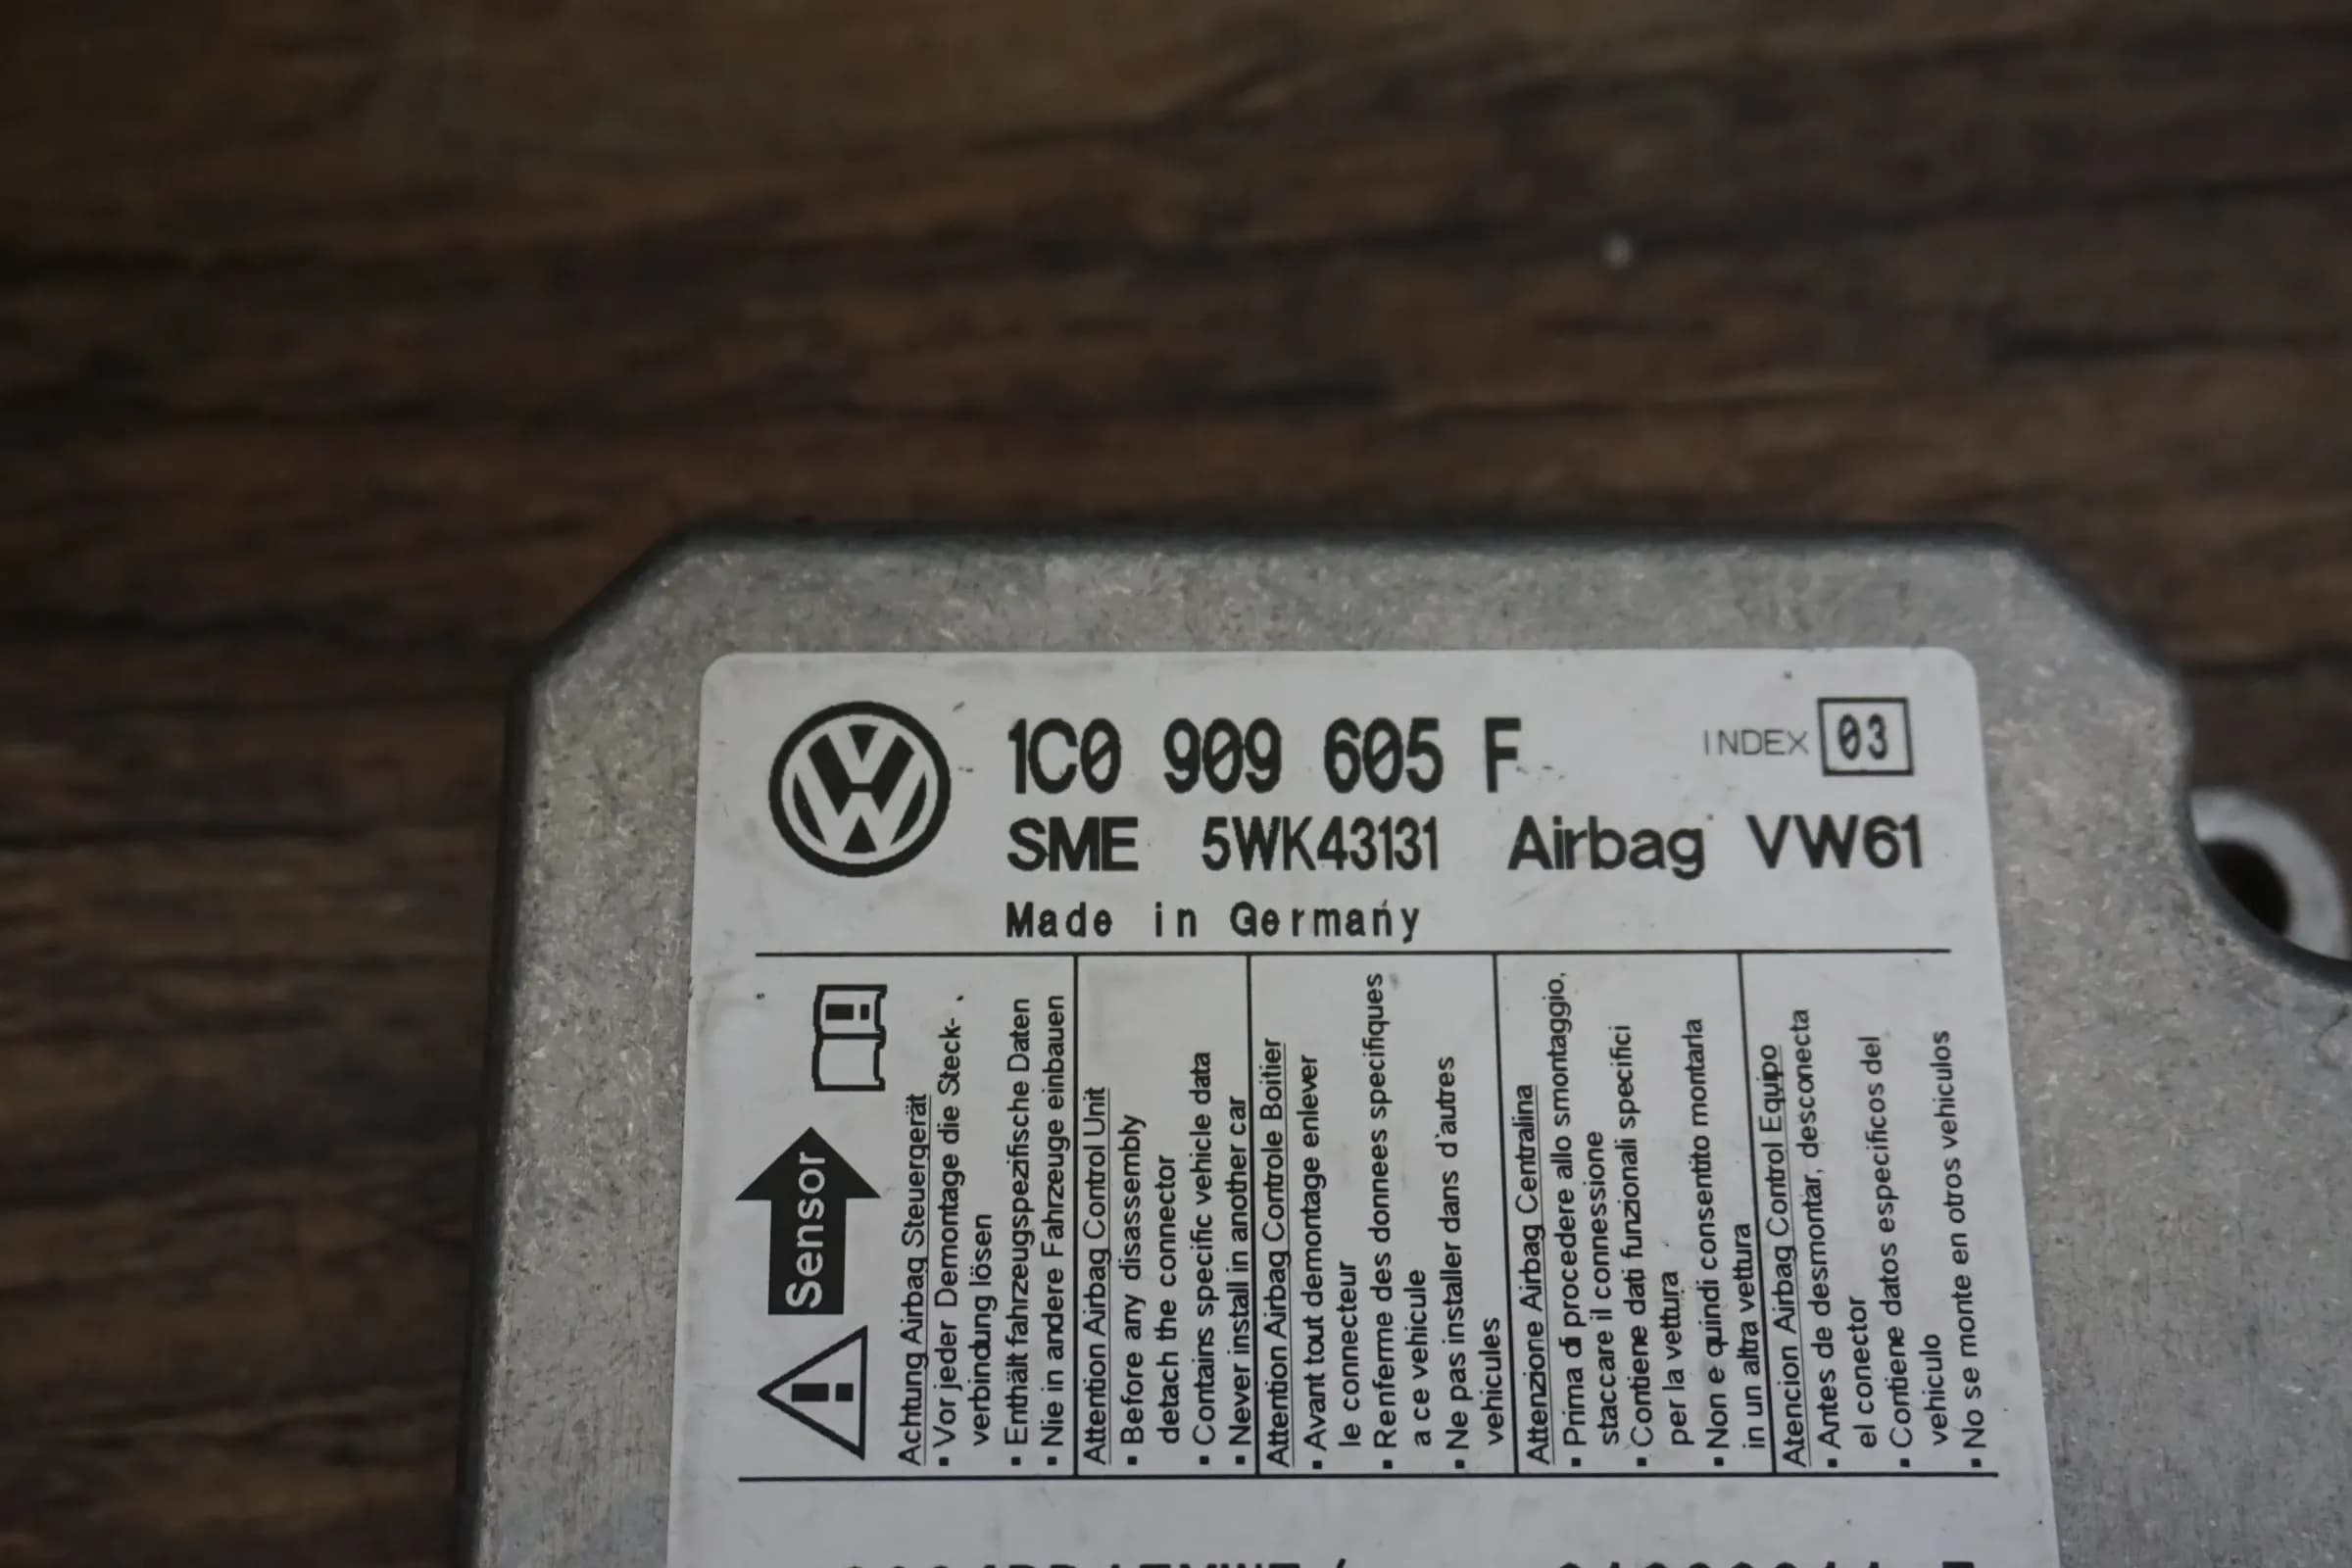 1C0 909 605 F
INDEX 03
SME 5WK43131 Airbag VW61
Made in Germany
Sensor
Achtung Airbag Steuergerät
▪ Vor jeder Demontage die Steck-
verbindung lösen
▪ Enthält fahrzeugspezifische Daten
▪ Nie in andere Fahrzeuge einbauen
Attention Airbag Control Unit
▪ Before any disassembly
detach the connector
▪ Contains specific vehicle data
▪ Never install in another car
Attention Airbag Controle Boitier
▪ Avant tout demontage enlever
le connecteur
▪ Renferme des donnees specifiques
a ce vehicule
▪ Ne pas installer dans d'autres
vehicules
Attenzione Airbag Centralina
▪ Prima di procedere allo smontaggio,
staccare il connessione
▪ Contiene dati funzionali specifici
per la vettura
▪ Non e quindi consentito montarla
in un altra vettura
Atencion Airbag Control Equipo
▪ Antes de desmontar, desconecta
el conector
▪ Contiene datos especificos del
vehiculo
▪ No se monte en otros vehiculos